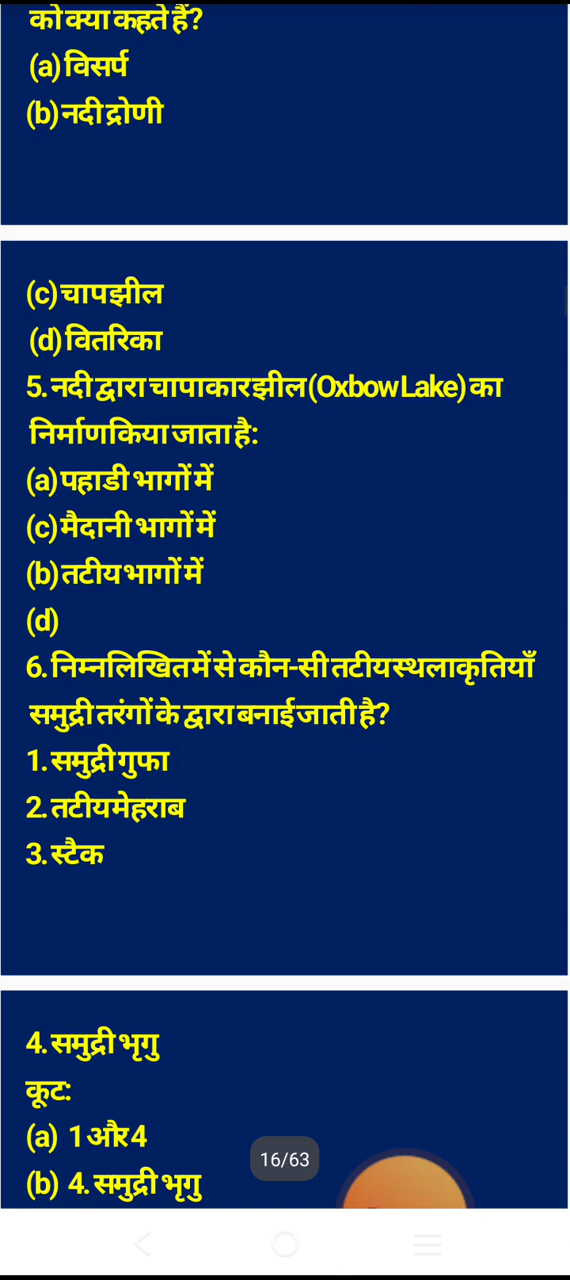 को क्या कहते हैं?
(a) विसर्प
(b) नदी द्रोणी
(c) चापझील
(d) वितरिका
5. नदी द्वारा चापाकार झील (Oxbow Lake) का
निर्माण किया जाता है:
(a) पहाडी भागों में
(c) मैदानी भागों में
(b) तटीय भागों में
(d)
6. निम्नलिखित में से कौन-सी तटीय स्थलाकृतियाँ
समुद्री तरंगों के द्वारा बनाई जाती है?
1. समुद्री गुफा
2. तटीय मेहराब
3. स्टैक
4. समुद्री भृगु
कूट:
(a) 1 और 4
16/63
(b) 4. समुद्री भृगु